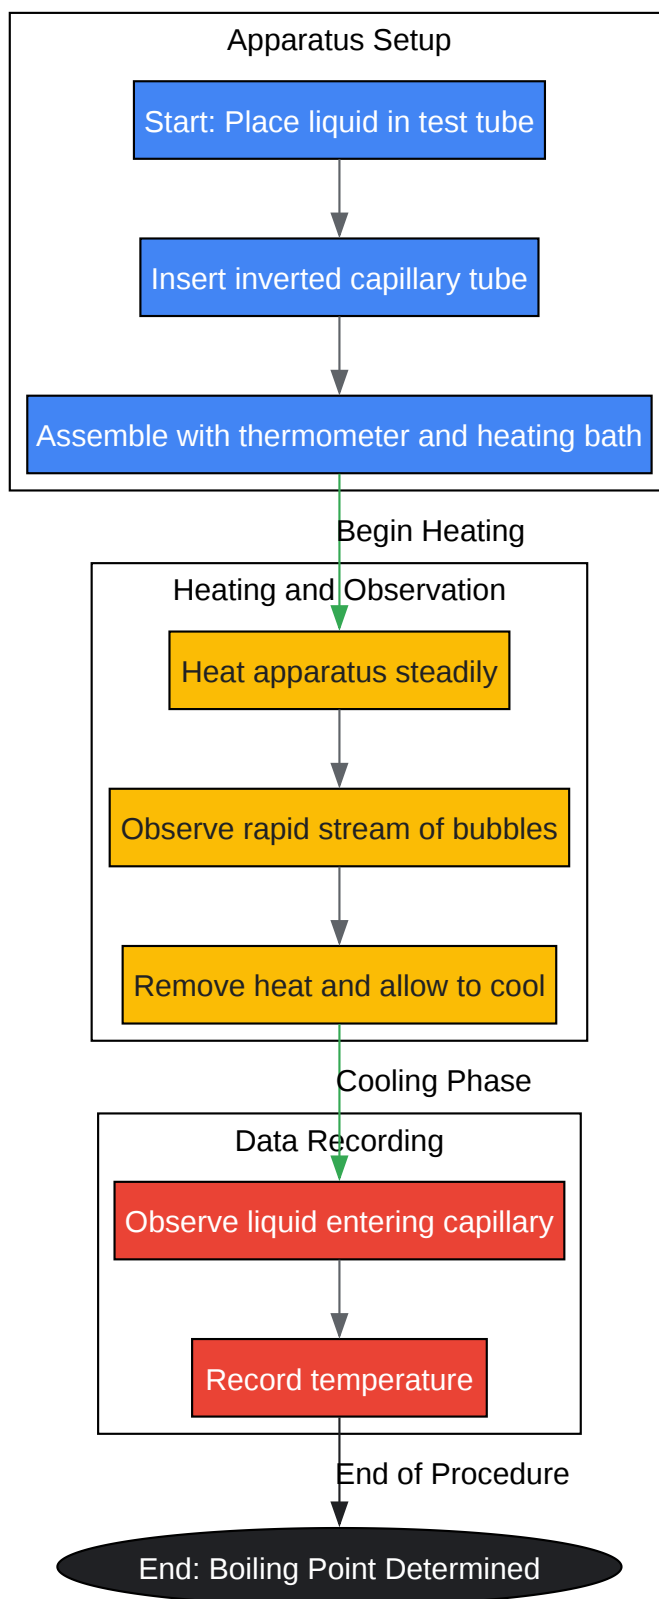 Apparatus Setup
Start: Place liquid in test tube
Insert inverted capillary tube
Assemble with thermometer and heating bath
Begin Heating
Heating and Observation
Heat apparatus steadily
Observe rapid stream of bubbles
Remove heat and allow to cool
Cooling Phase
Data Recording
Observe liquid entering capillary
Record temperature
End of Procedure
End: Boiling Point Determined